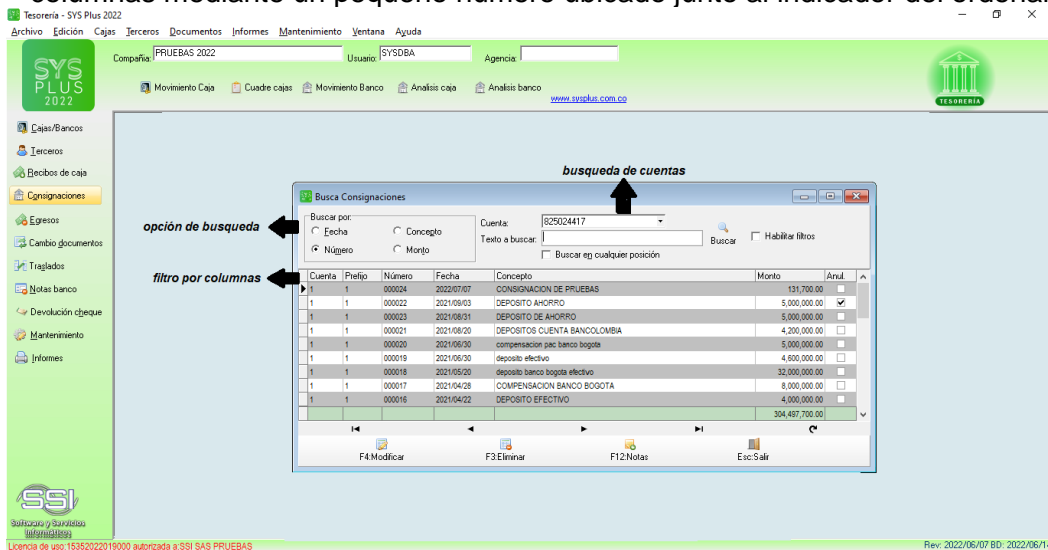 columnas mediante un pequeño número ubicado junto al indicador del ordenar
Tesorería - SYS Plus 2022
Archivo Edición Cajas Terceros Documentos Informes Mantenimiento Ventana Ayuda
SYS
PLUS
2022
Compañia: PRUEBAS 2022 Usuario: SYSDBA Agencia:
Movimiento Caja Cuadre cajas Movimiento Banco Analisis caja Analisis banco
www.sysplus.com.co
TESORERÍA
Cajas/Bancos
Terceros
Recibos de caja
Consignaciones
Egresos
Cambio documentos
Traslados
Notas banco
Devolución cheque
Mantenimiento
Informes
busqueda de cuentas
opción de busqueda
filtro por columnas
Busca Consignaciones
Buscar por:
Fecha Concepto
Número Monto
Cuenta: 825024417
Texto a buscar:
Buscar en cualquier posición
Buscar
Habilitar filtros
Cuenta Prefijo Número Fecha Concepto Monto Anul.
1 1 000024 2022/07/07 CONSIGNACION DE PRUEBAS 131,700.00
1 1 000022 2021/09/03 DEPOSITO AHORRO 5,000,000.00
1 1 000023 2021/08/31 DEPOSITO DE AHORRO 5,000,000.00
1 1 000021 2021/08/20 DEPOSITOS CUENTA BANCOLOMBIA 4,200,000.00
1 1 000020 2021/06/30 compensacion pac banco bogota 5,000,000.00
1 1 000019 2021/06/30 deposito efectivo 4,600,000.00
1 1 000018 2021/05/20 deposito banco bogota efectivo 32,000,000.00
1 1 000017 2021/04/28 COMPENSACION BANCO BOGOTA 8,000,000.00
1 1 000016 2021/04/22 DEPOSITO EFECTIVO 4,000,000.00
304,497,700.00
F4:Modificar F3:Eliminar F12:Notas Esc:Salir
SSI
Software y Servicios
Informáticos
Licencia de uso:15352022019000 autorizada a:SSI SAS PRUEBAS
Rev: 2022/06/07 BD: 2022/06/14